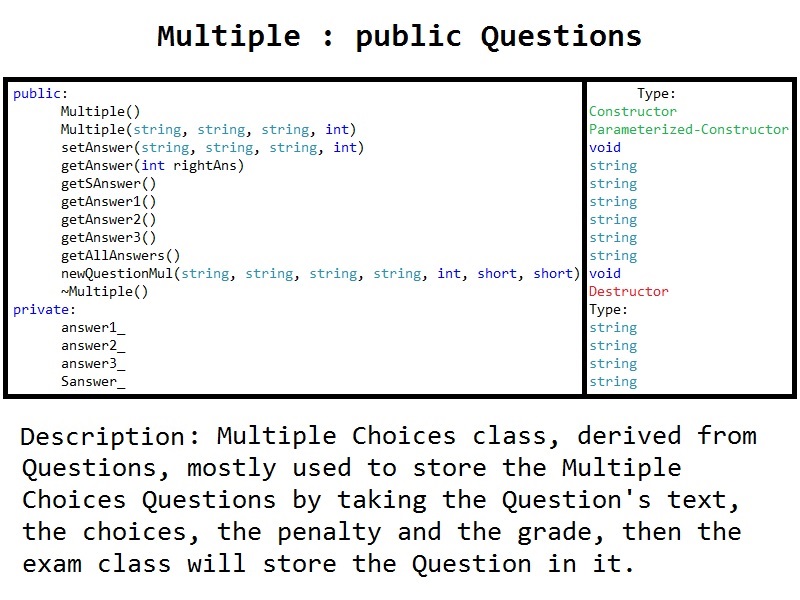 Multiple : public Questions
public: Type:
Multiple() Constructor
Multiple(string, string, string, int) Parameterized-Constructor
setAnswer(string, string, string, int) void
getAnswer(int rightAns) string
getSAnswer() string
getAnswer1() string
getAnswer2() string
getAnswer3() string
getAllAnswers() string
newQuestionMul(string, string, string, string, int, short, short) void
~Multiple() Destructor
private: Type:
answer1_ string
answer2_ string
answer3_ string
Sanswer_ string
Description: Multiple Choices class, derived from
Questions, mostly used to store the Multiple
Choices Questions by taking the Question's text,
the choices, the penalty and the grade, then the
exam class will store the Question in it.